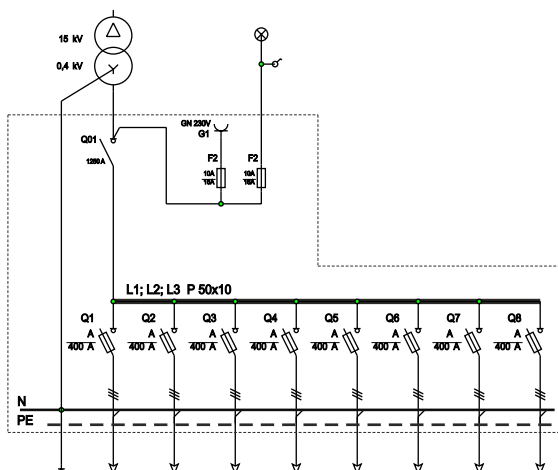 15 kV
0,4 kV
GN 230V
G1
Q01
1250A
F2
10A
16A
F2
10A
16A
L1; L2; L3 P 50x10
Q1
A
400 A
Q2
A
400 A
Q3
A
400 A
Q4
A
400 A
Q5
A
400 A
Q6
A
400 A
Q7
A
400 A
Q8
A
400 A
N
PE